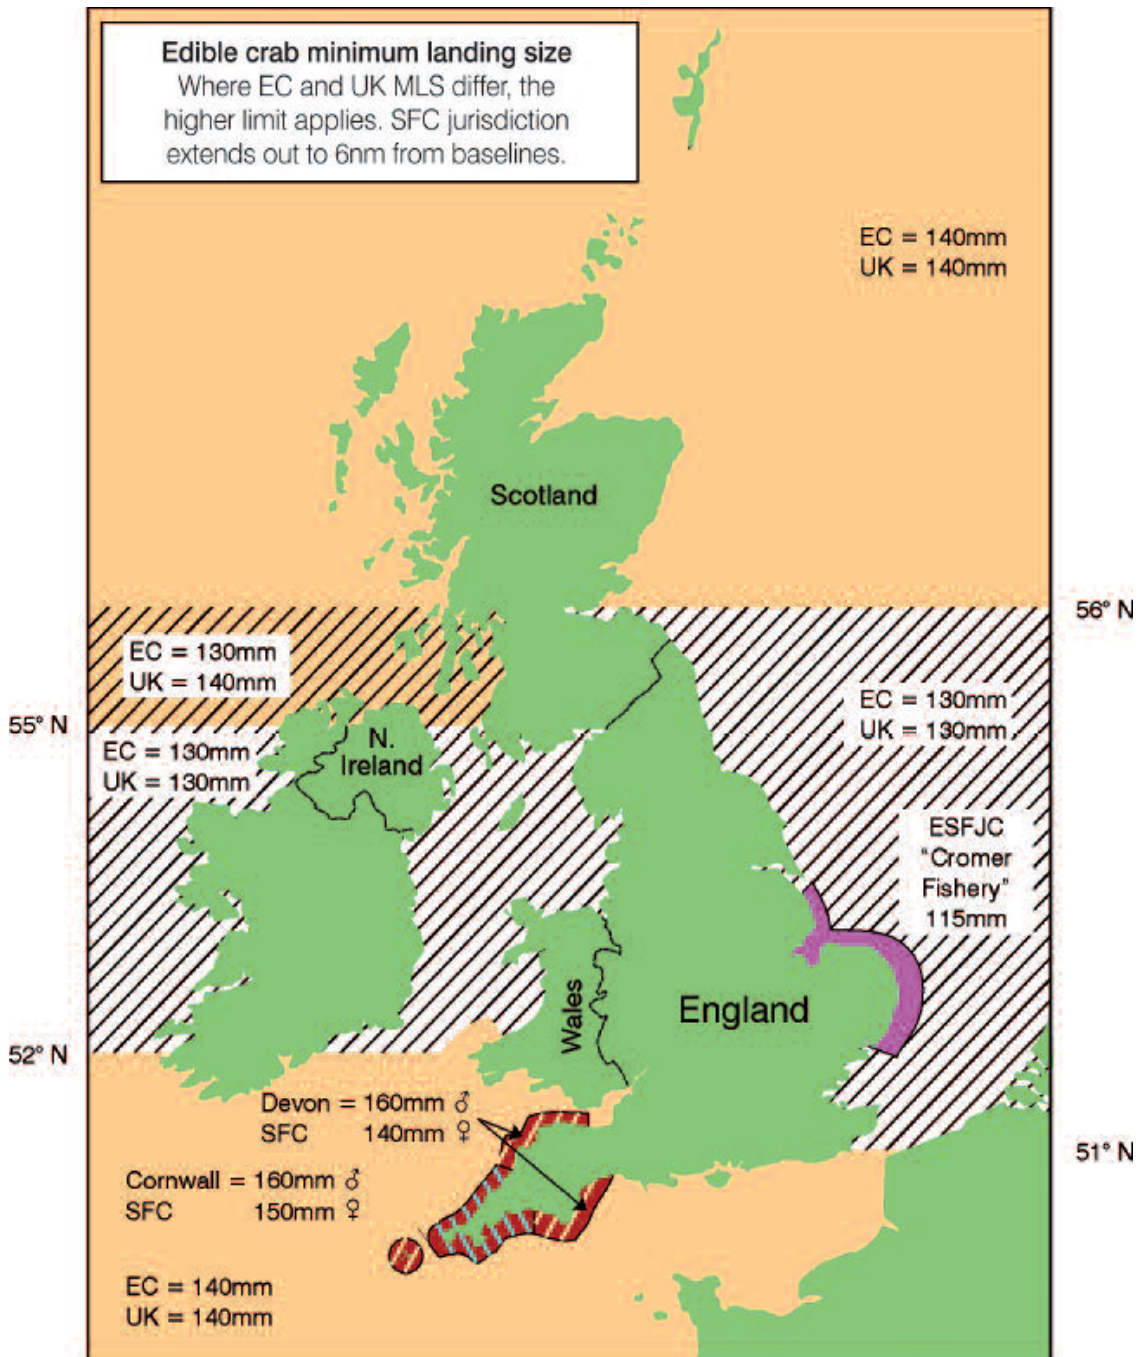 Edible crab minimum landing size
Where EC and UK MLS differ, the
higher limit applies. SFC jurisdiction
extends out to 6nm from baselines.
EC = 140mm
UK = 140mm
Scotland
56° N
EC = 130mm
UK = 140mm
EC = 130mm
UK = 130mm
55° N
N.
Ireland
EC = 130mm
UK = 130mm
ESFJC
"Cromer
Fishery"
115mm
Wales
England
52° N
Devon = 160mm ♂
SFC 140mm ♀
51° N
Cornwall = 160mm ♂
SFC 150mm ♀
EC = 140mm
UK = 140mm